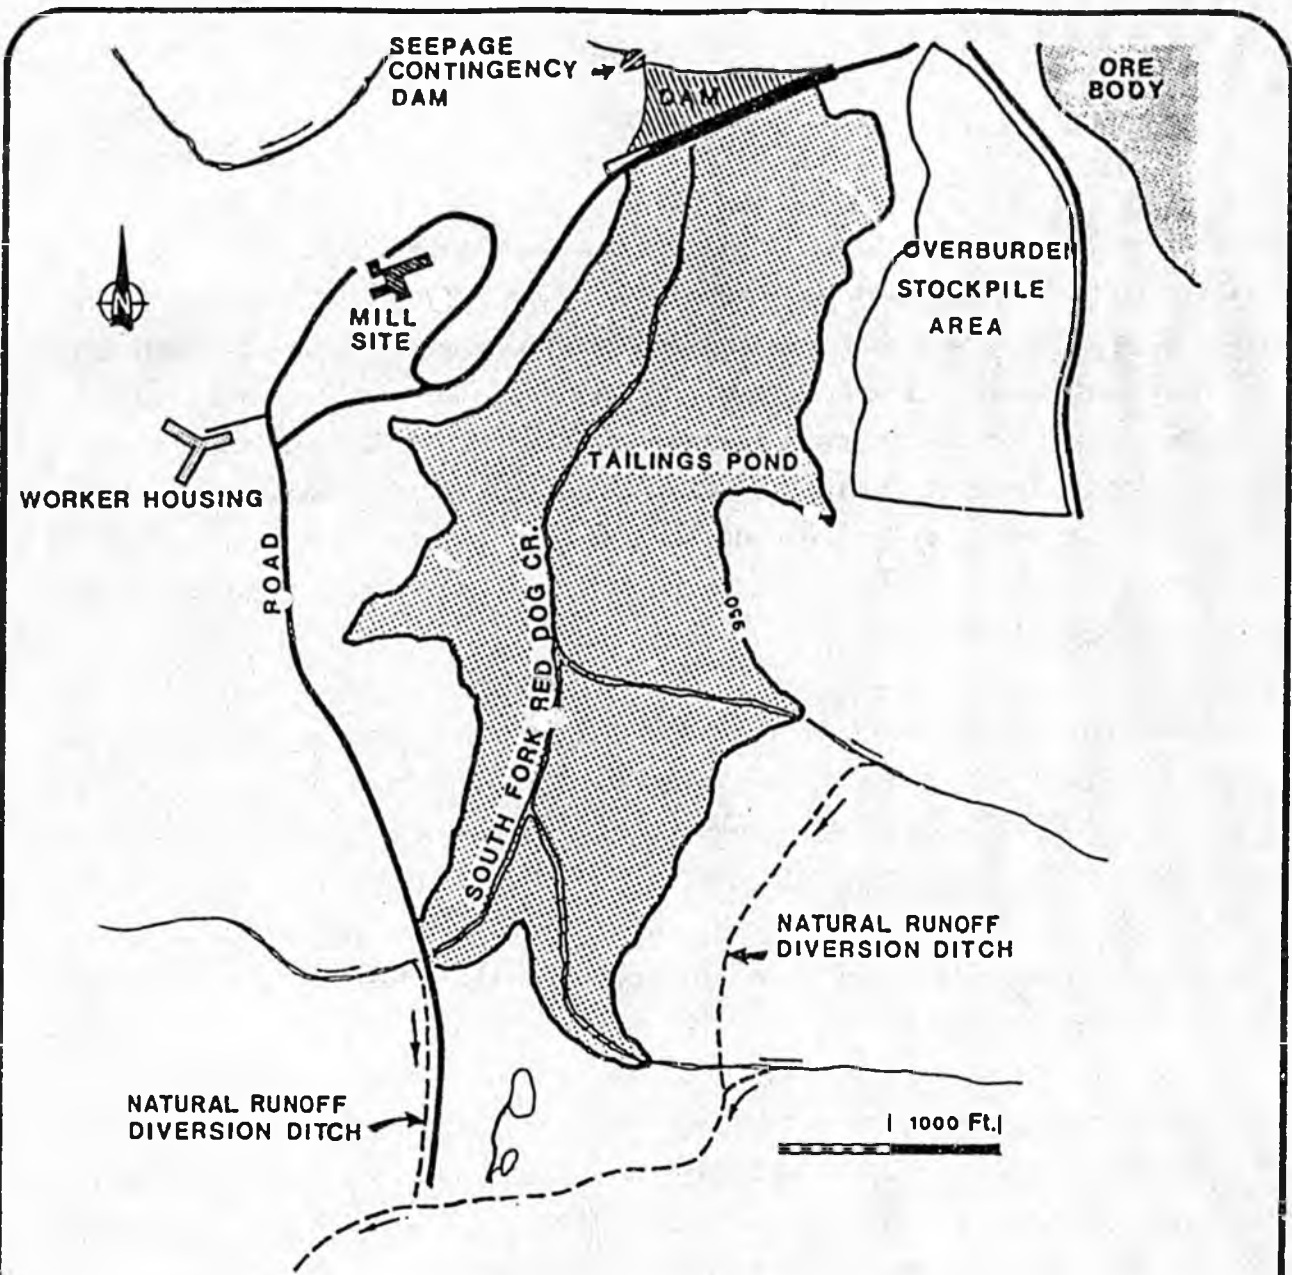 SEEPAGE
CONTINGENCY
DAM
DAM
ORE
BODY
N
MILL
SITE
OVERBURDEN
STOCKPILE
AREA
TAILINGS POND
WORKER HOUSING
ROAD
SOUTH FORK RED DOG CR.
950
NATURAL RUNOFF
DIVERSION DITCH
NATURAL RUNOFF
DIVERSION DITCH
1000 Ft.